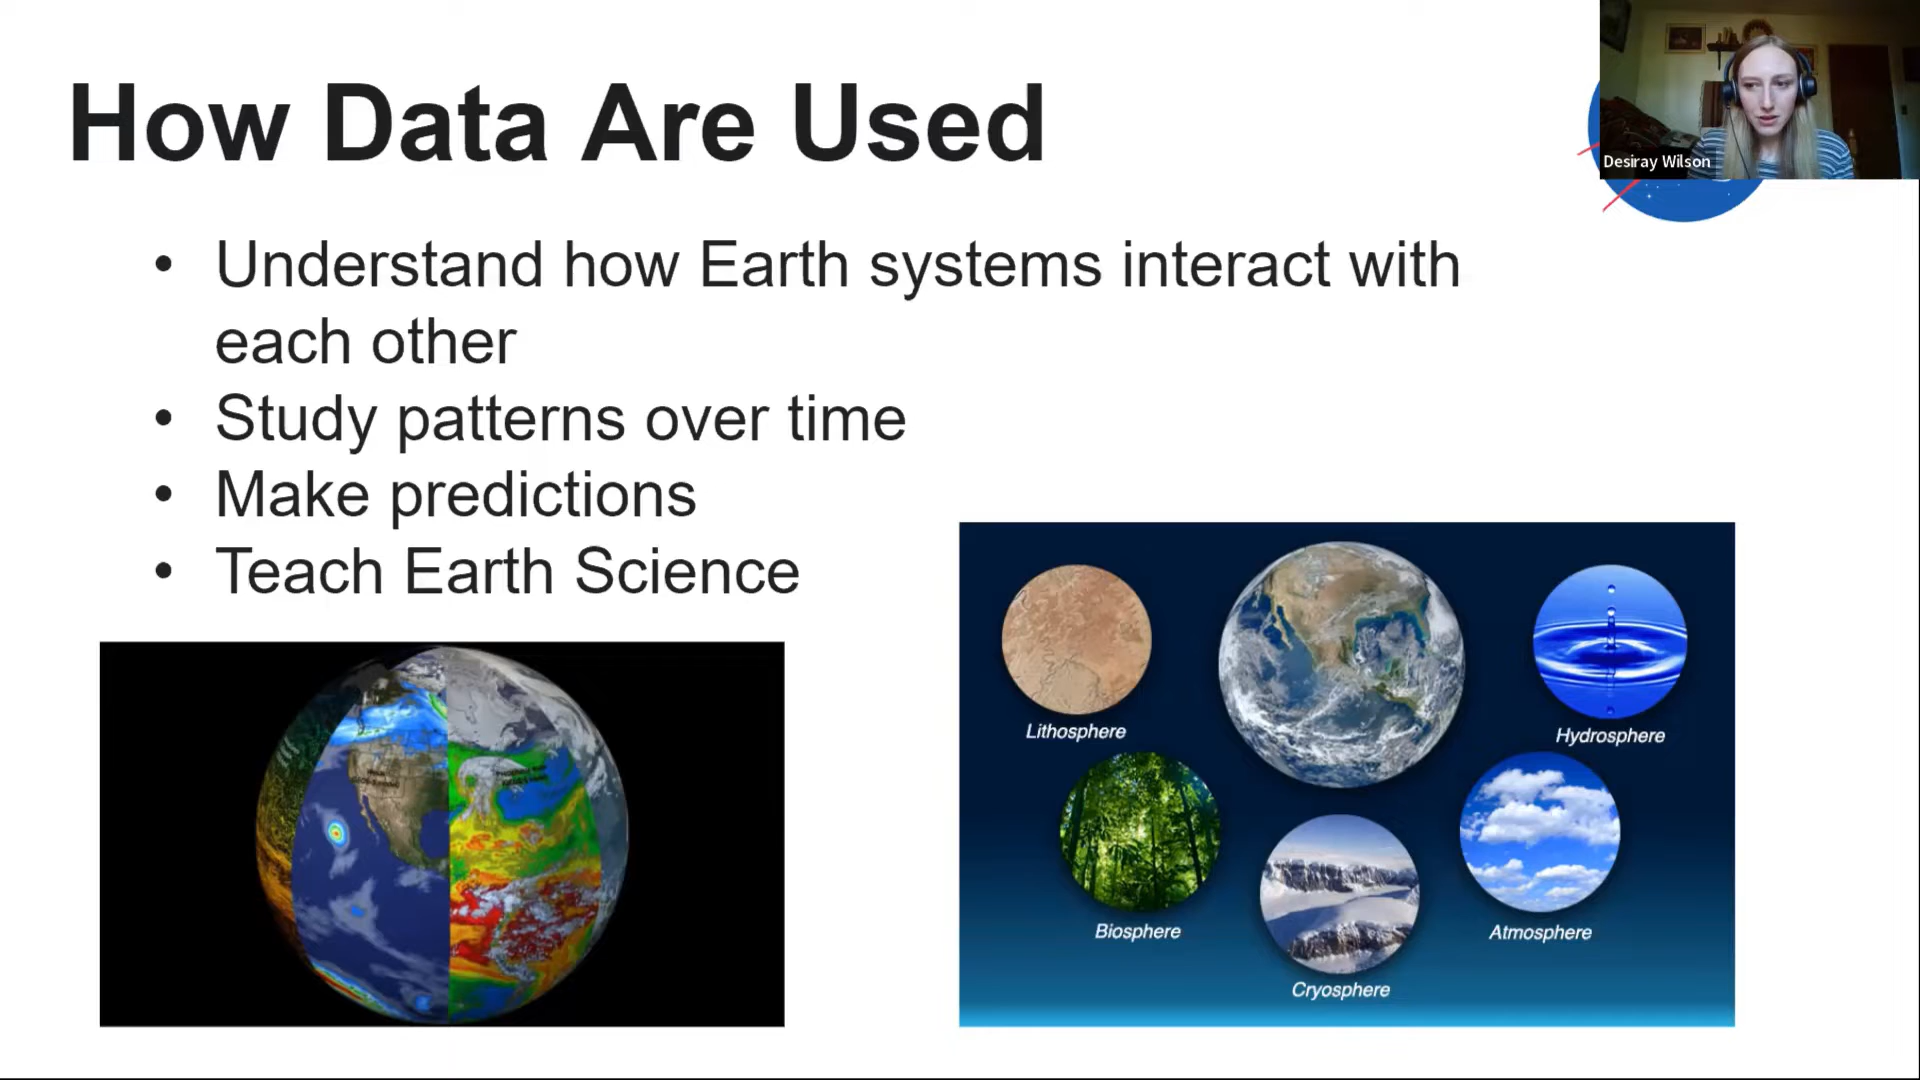 How Data Are Used
Desiray Wilson
• Understand how Earth systems interact with
each other
• Study patterns over time
• Make predictions
• Teach Earth Science
Lithosphere
Hydrosphere
Biosphere
Atmosphere
Cryosphere